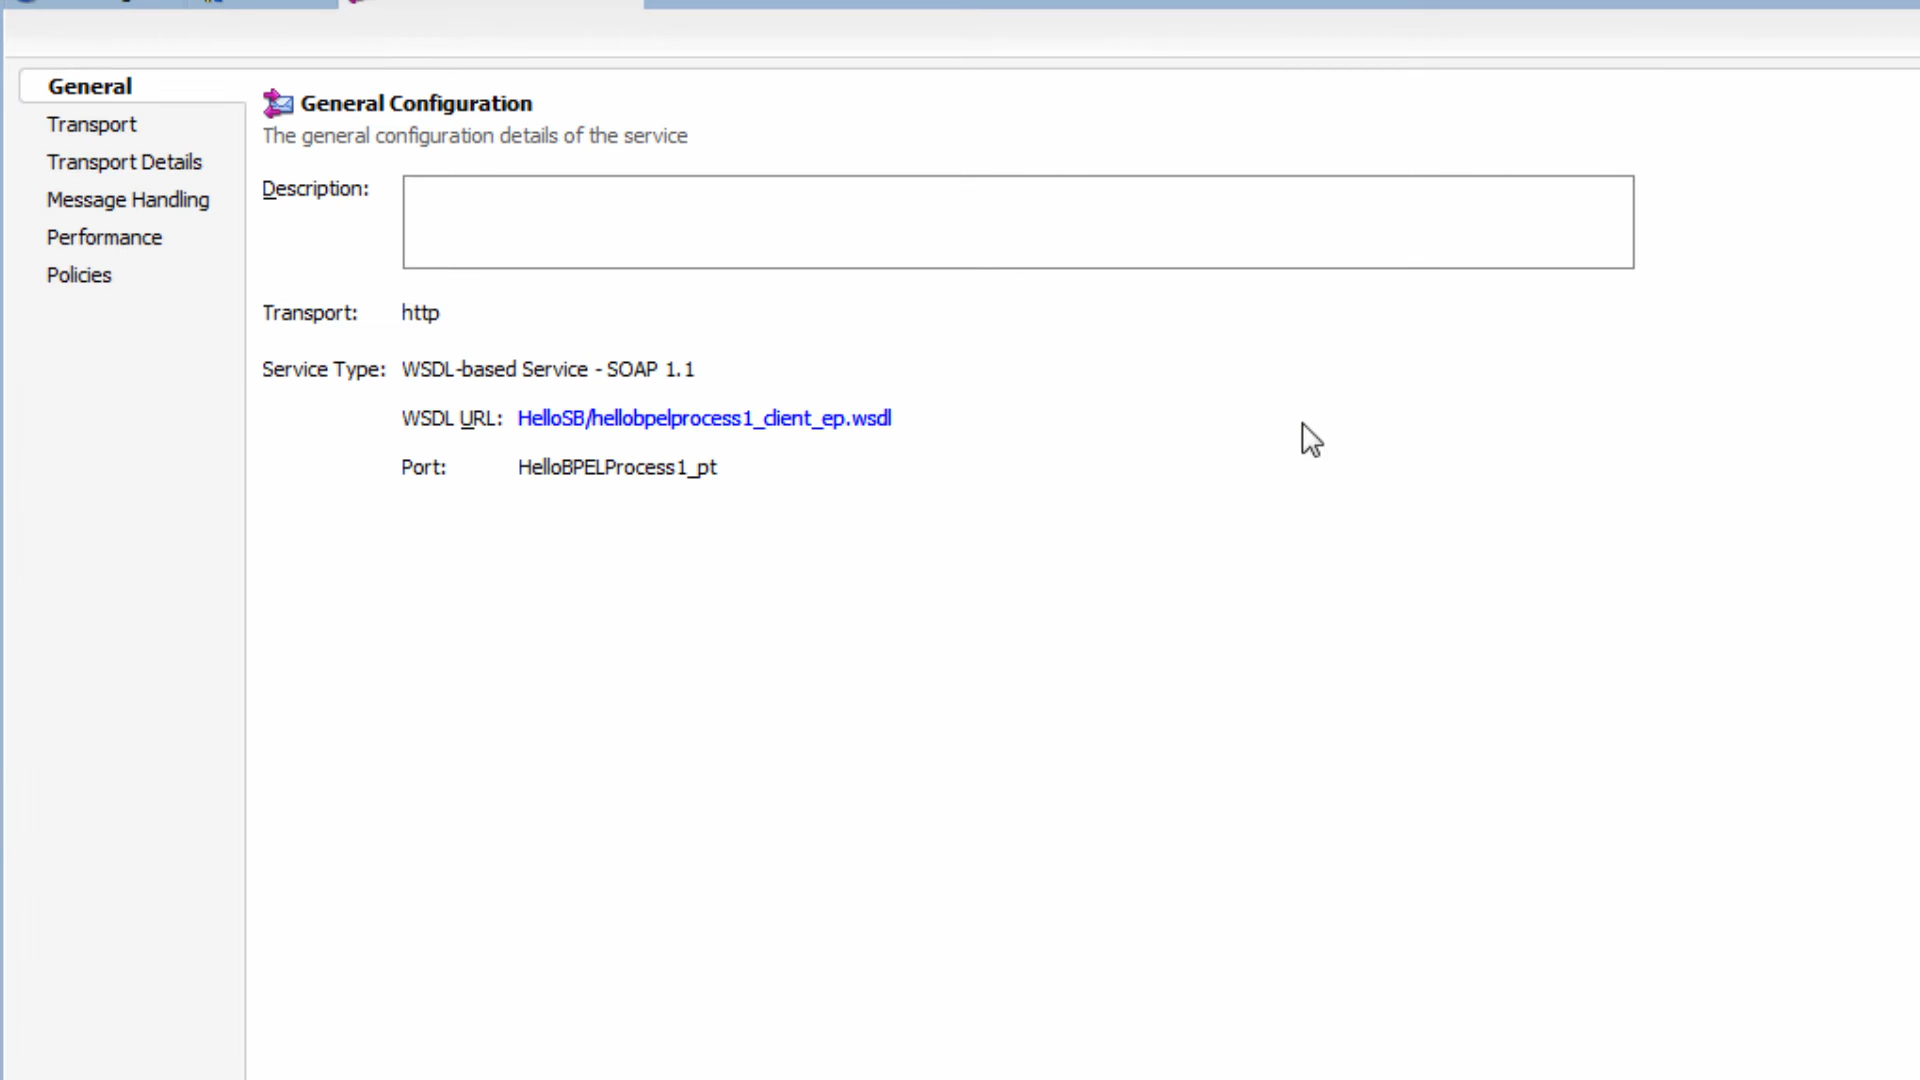 General
Transport
Transport Details
Message Handling
Performance
Policies
General Configuration
The general configuration details of the service
Description:
Transport: http
Service Type: WSDL-based Service - SOAP 1.1
WSDL URL: HelloSB/hellobpelprocess1_client_ep.wsdl
Port: HelloBPELProcess1_pt